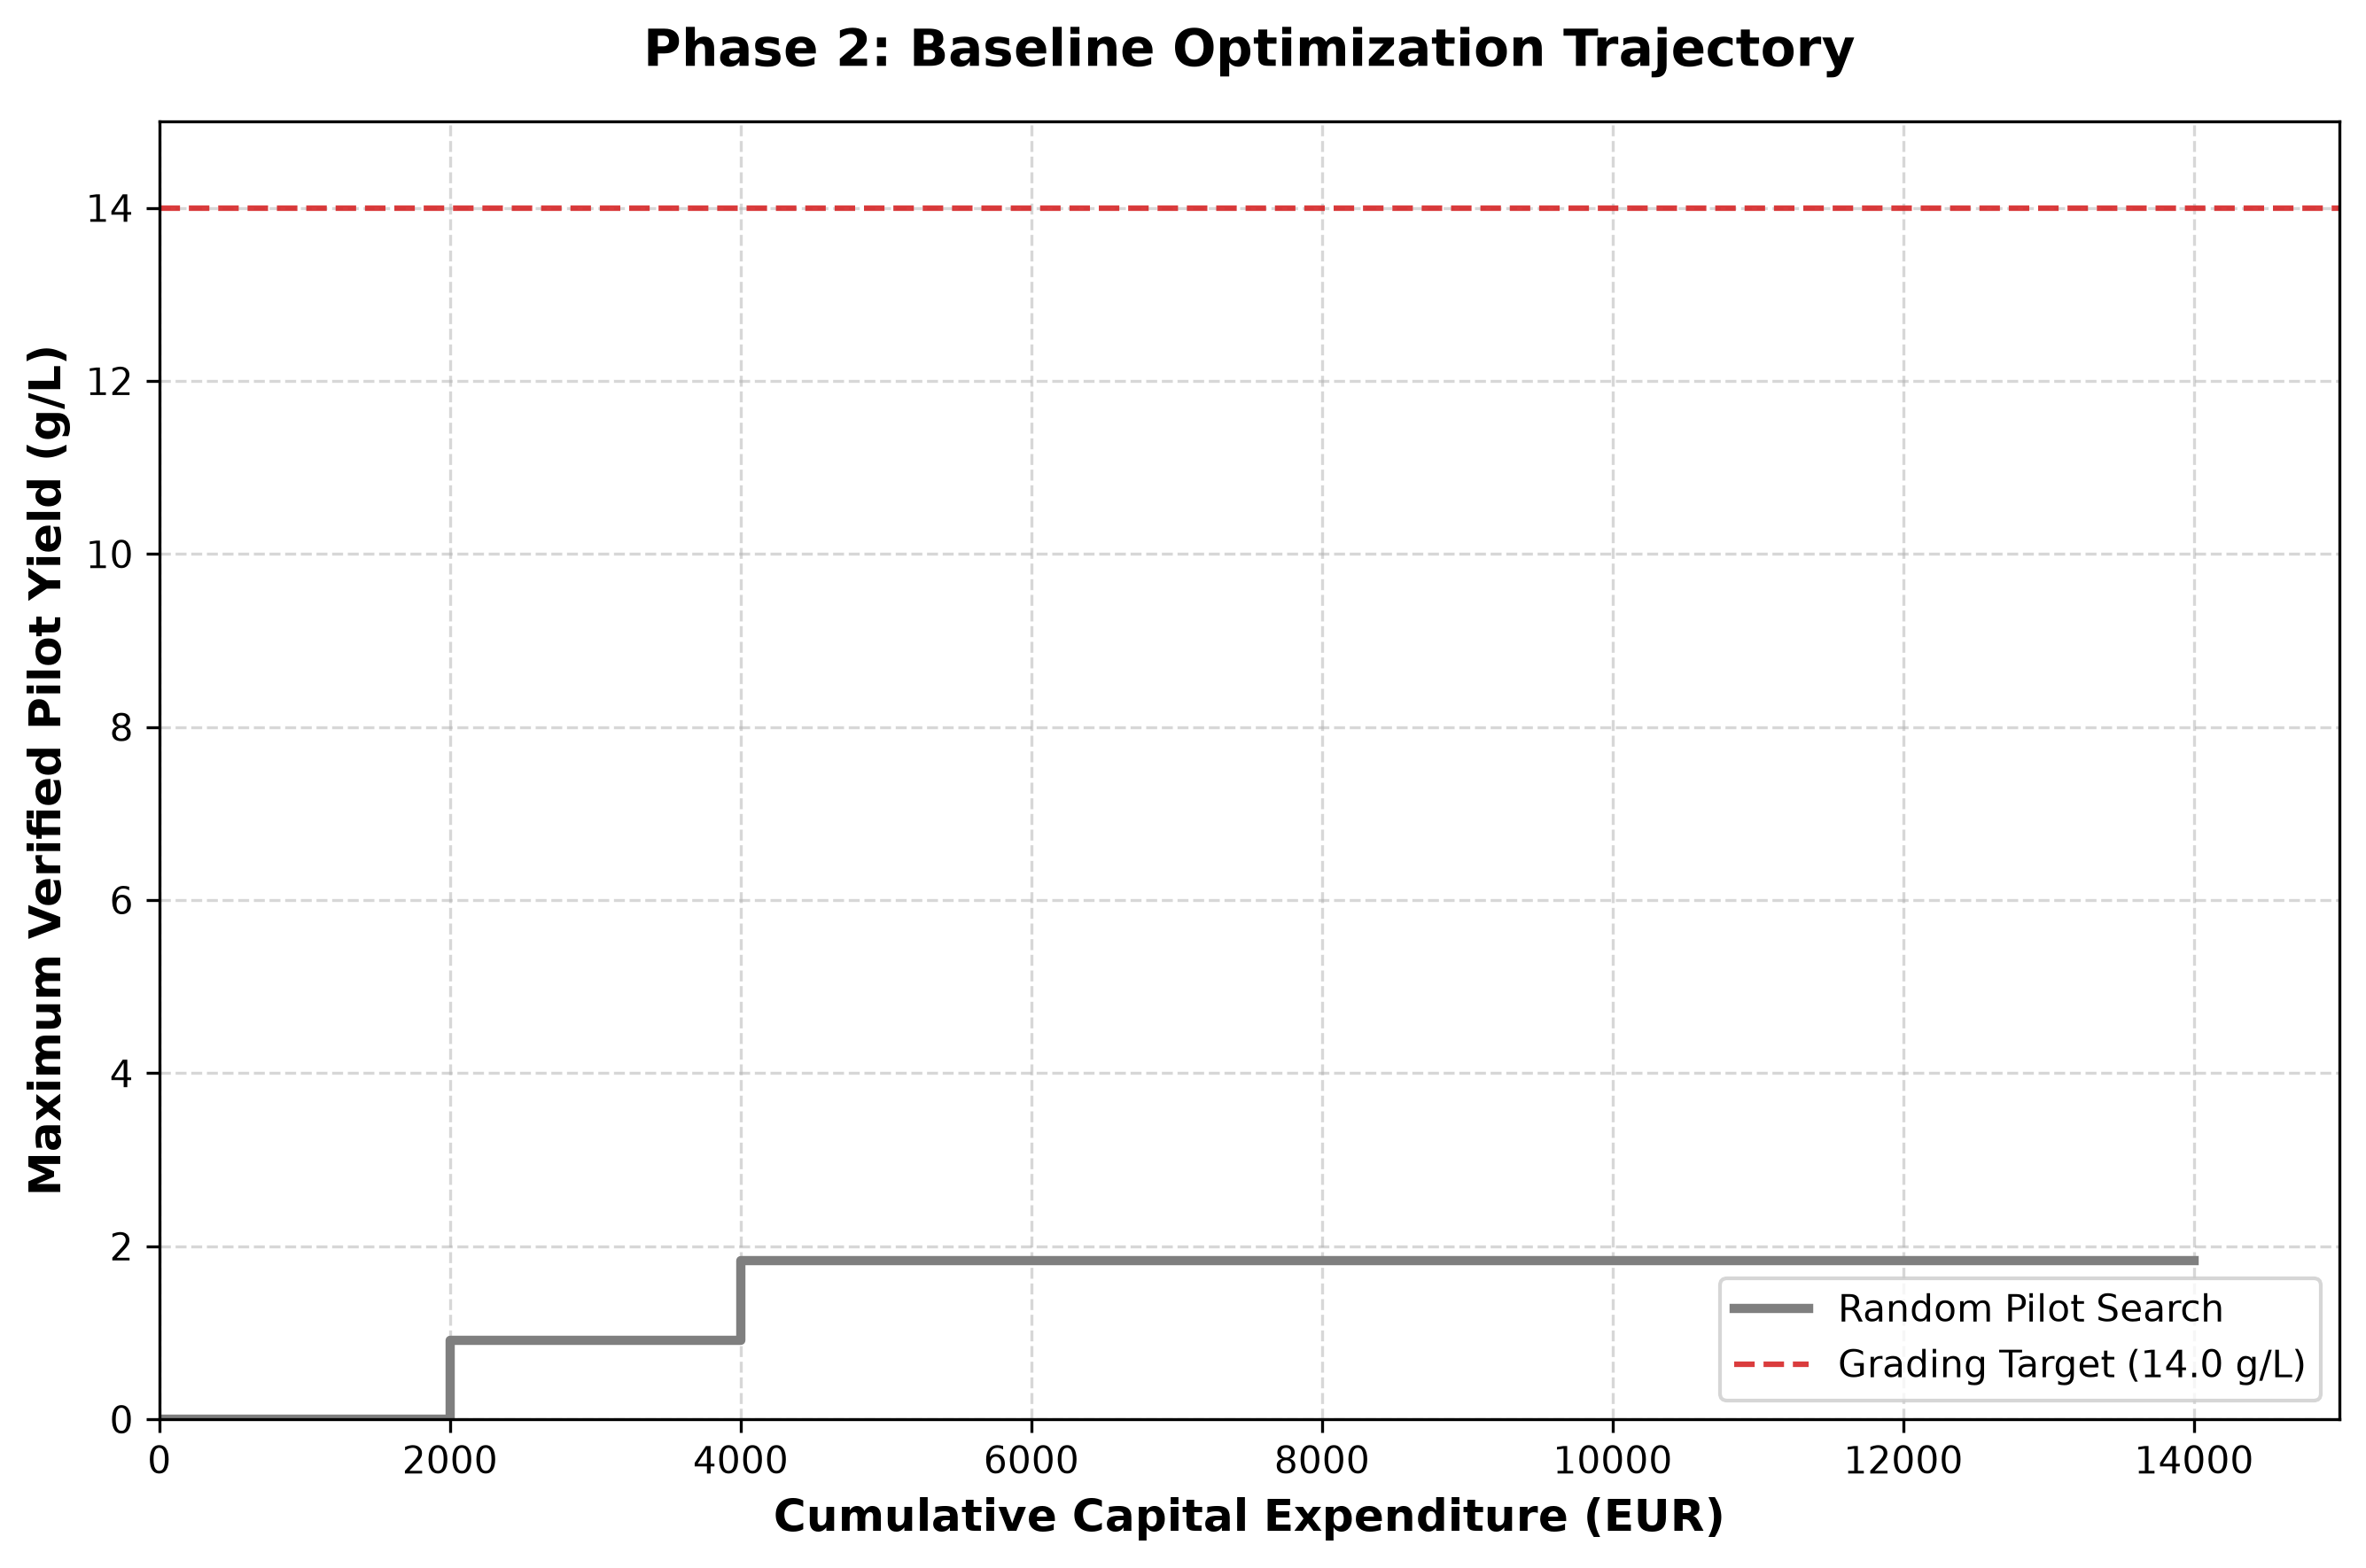 Phase 2: Baseline Optimization Trajectory
Maximum Verified Pilot Yield (g/L)
14
12
10
8
6
4
2
0
0 2000 4000 6000 8000 10000 12000 14000
Cumulative Capital Expenditure (EUR)
Random Pilot Search
Grading Target (14.0 g/L)